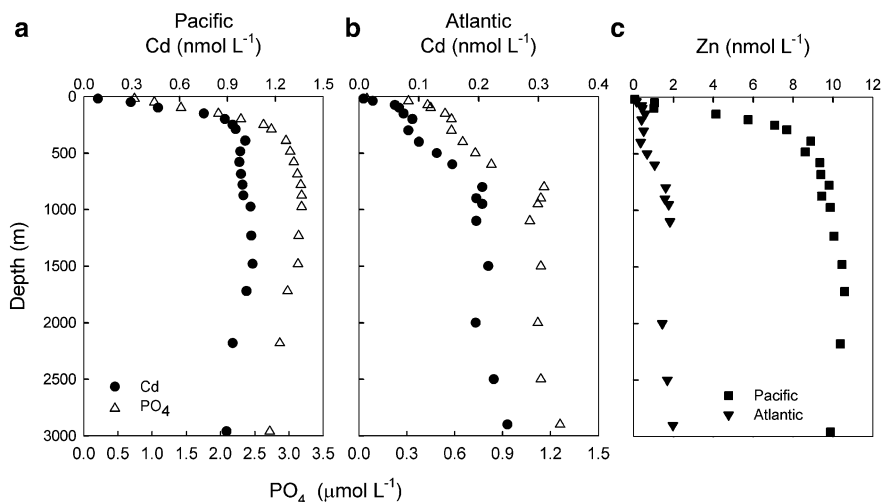 a
Pacific
Cd (nmol L⁻¹)
b
Atlantic
Cd (nmol L⁻¹)
c
Zn (nmol L⁻¹)
0.0 0.3 0.6 0.9 1.2 1.5
0.0 0.1 0.2 0.3 0.4
0 2 4 6 8 10 12
Depth (m)
0
500
1000
1500
2000
2500
3000
Cd
PO₄
Pacific
Atlantic
0.0 0.5 1.0 1.5 2.0 2.5 3.0 3.5
0.0 0.3 0.6 0.9 1.2 1.5
PO₄ (μmol L⁻¹)